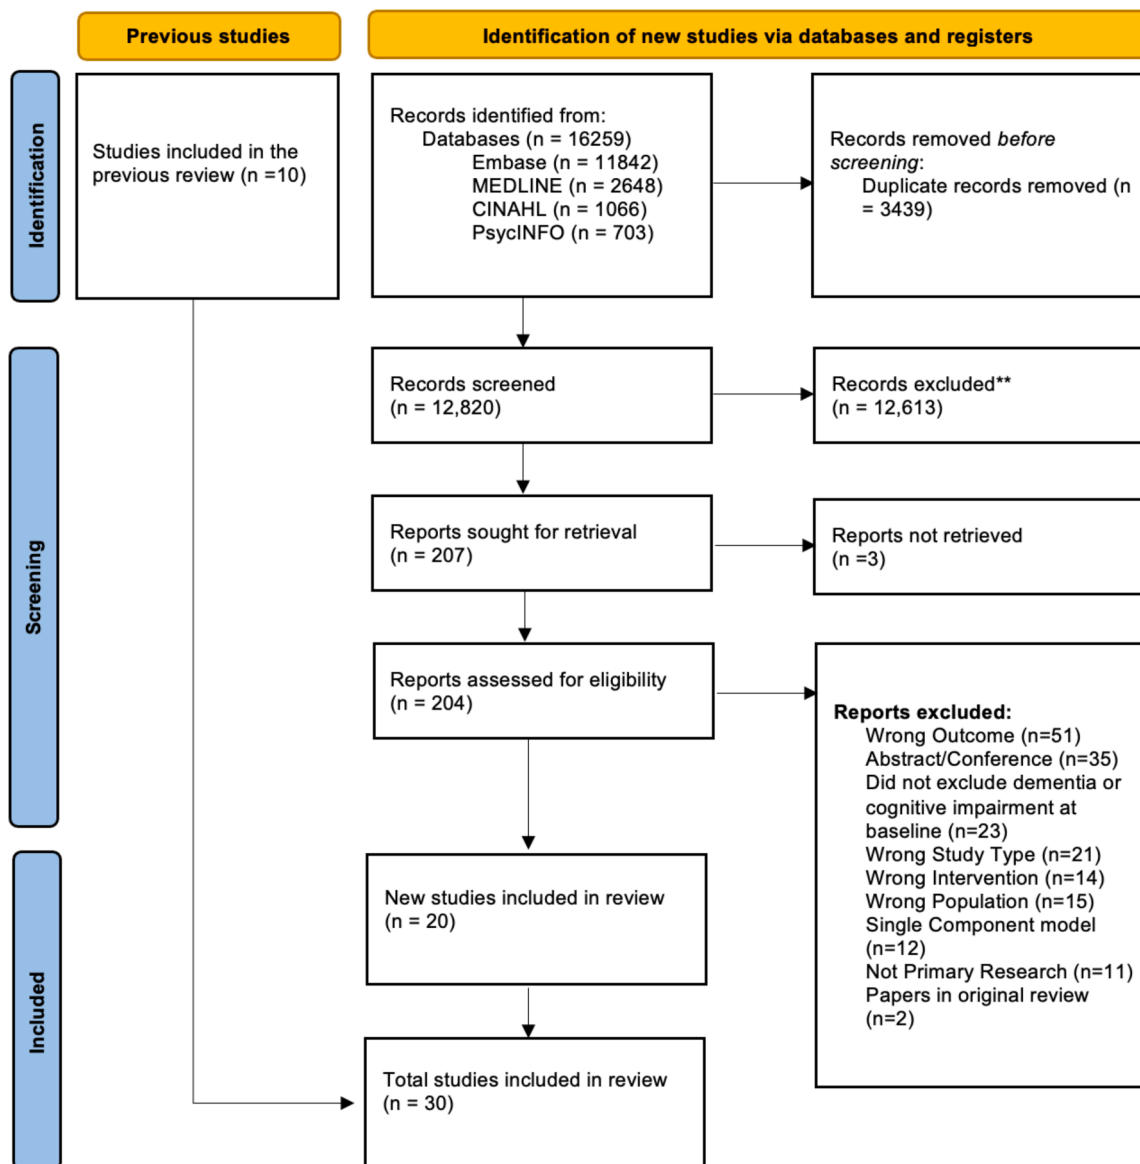 Previous studies
Identification of new studies via databases and registers
Identification
Studies included in the
previous review (n =10)
Records identified from:
Databases (n = 16259)
Embase (n = 11842)
MEDLINE (n = 2648)
CINAHL (n = 1066)
PsycINFO (n = 703)
Records removed before
screening:
Duplicate records removed (n
= 3439)
Screening
Records screened
(n = 12,820)
Records excluded**
(n = 12,613)
Reports sought for retrieval
(n = 207)
Reports not retrieved
(n =3)
Reports assessed for eligibility
(n = 204)
Reports excluded:
Wrong Outcome (n=51)
Abstract/Conference (n=35)
Did not exclude dementia or
cognitive impairment at
baseline (n=23)
Wrong Study Type (n=21)
Wrong Intervention (n=14)
Wrong Population (n=15)
Single Component model
(n=12)
Not Primary Research (n=11)
Papers in original review
(n=2)
Included
New studies included in review
(n = 20)
Total studies included in review
(n = 30)